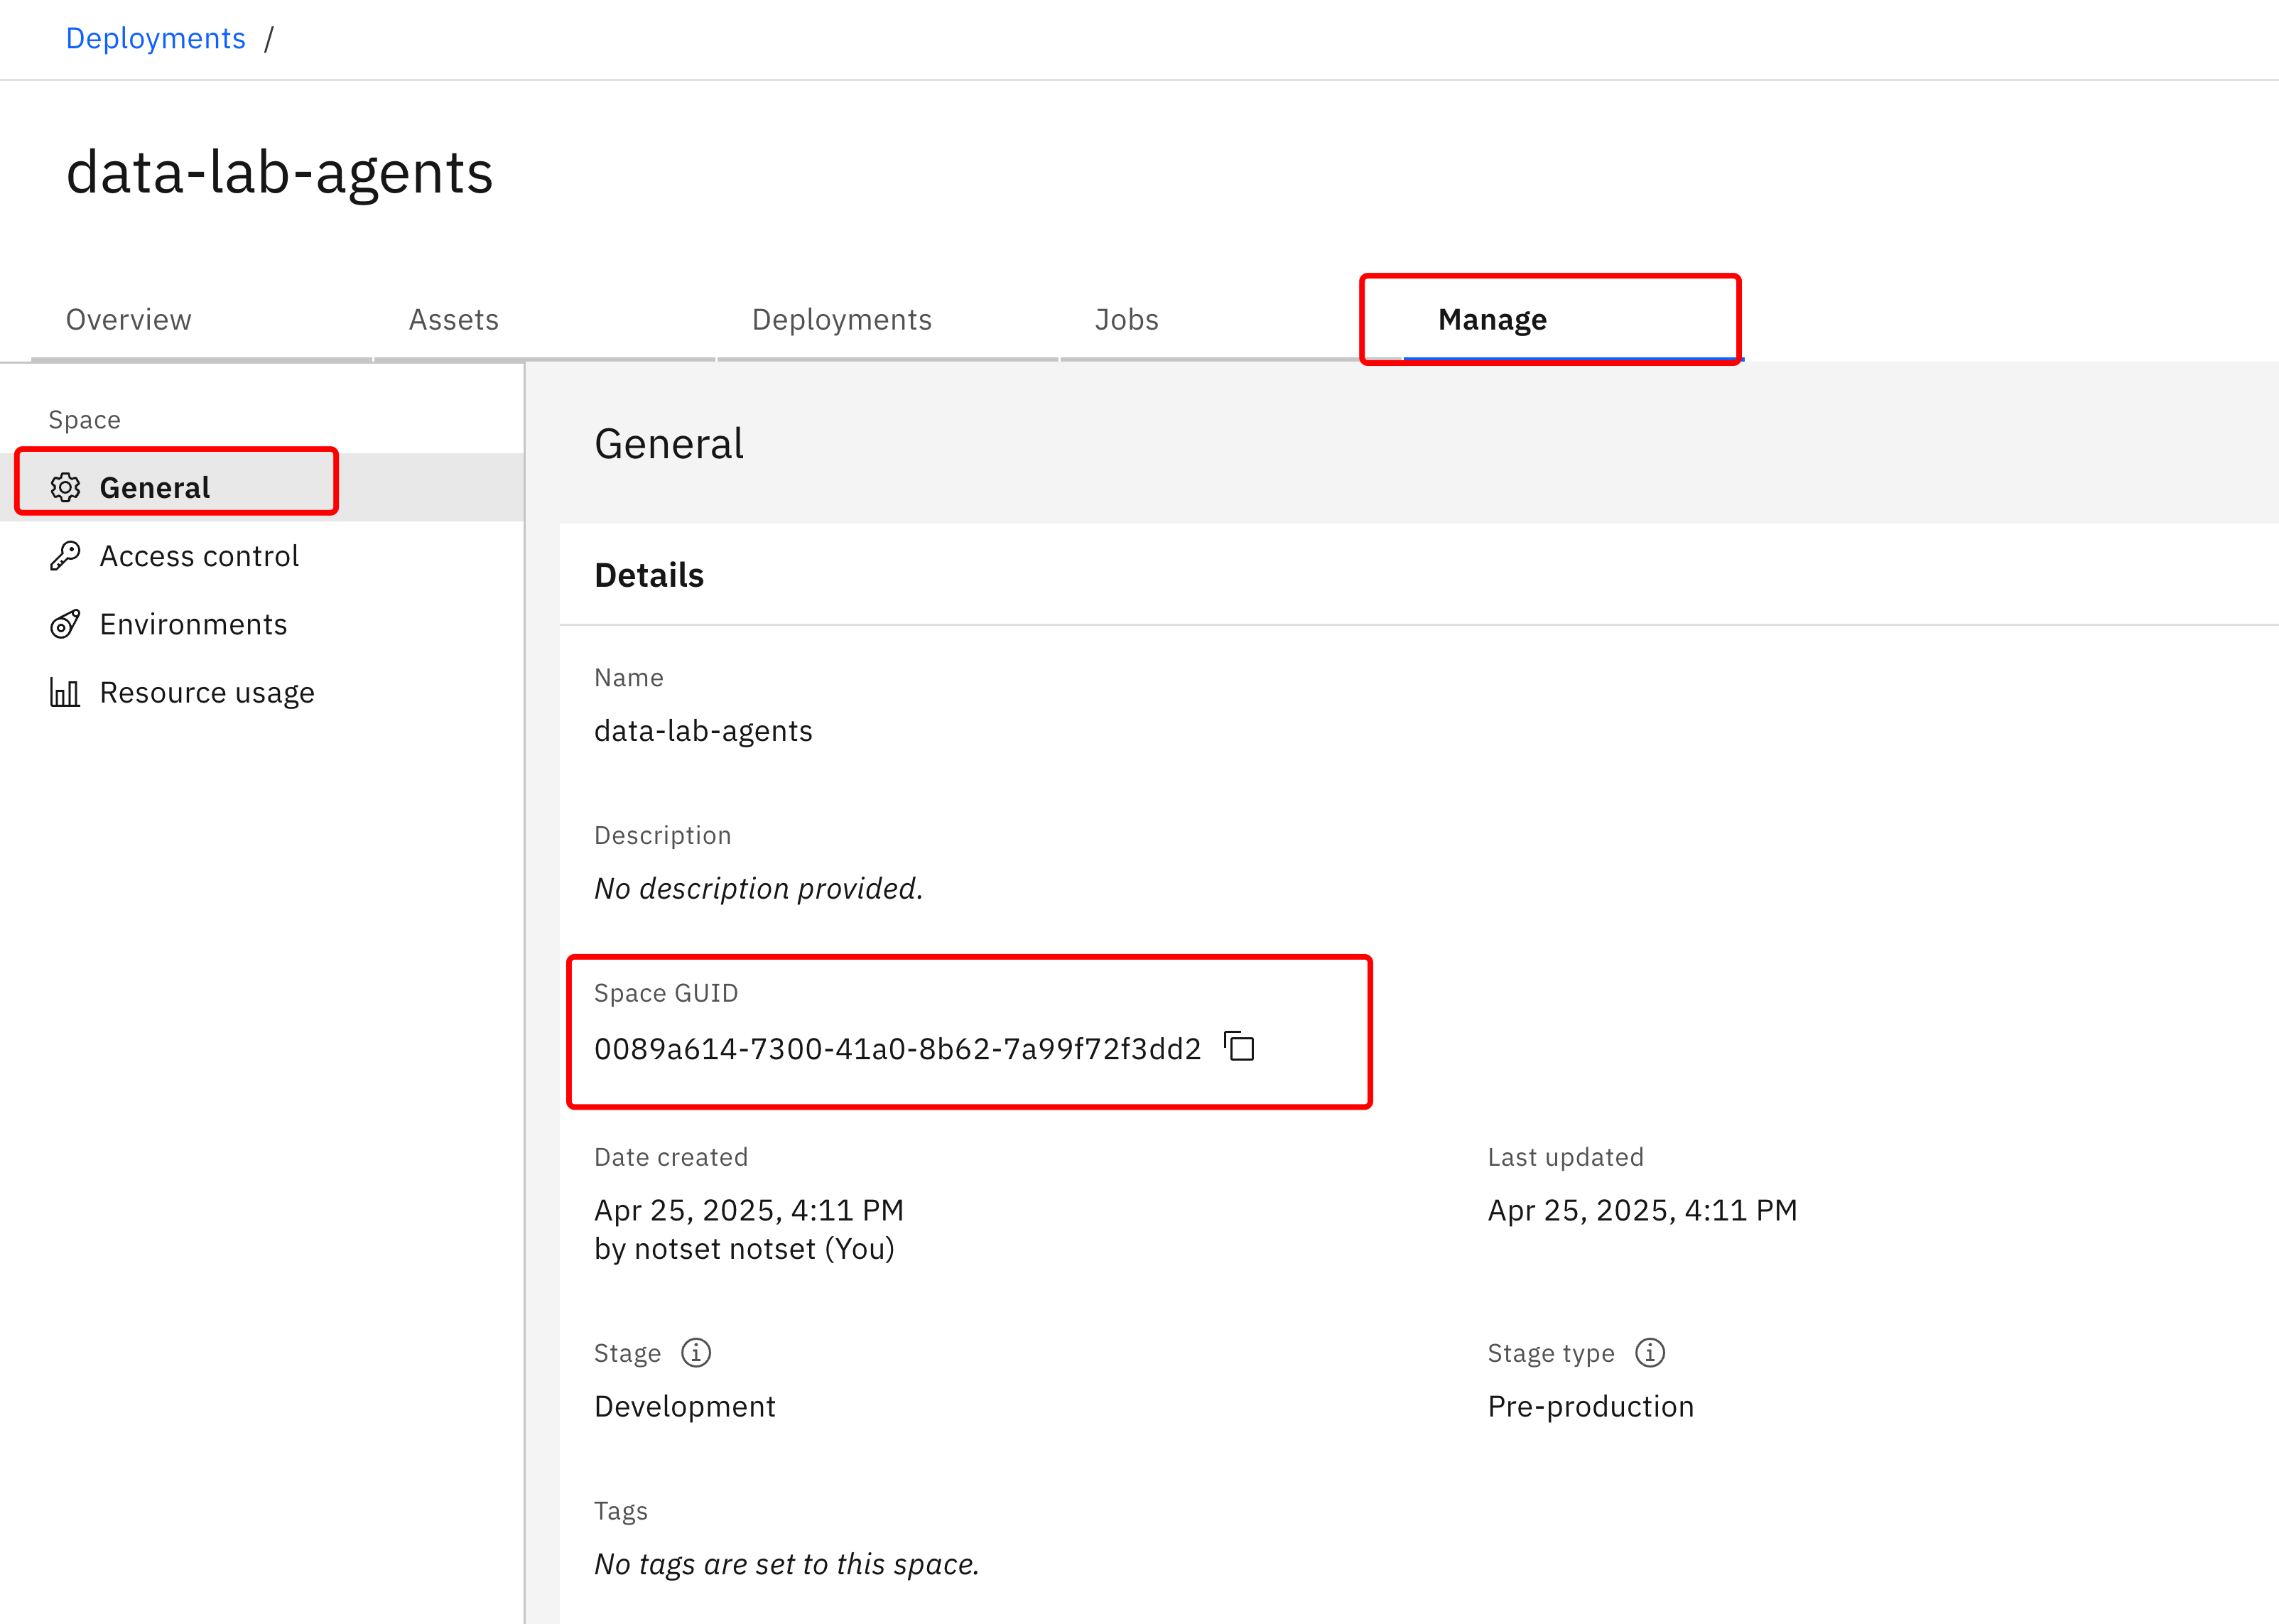 Deployments /
data-lab-agents
Overview Assets Deployments Jobs Manage
Space
General
Access control
Environments
Resource usage
General
Details
Name
data-lab-agents
Description
No description provided.
Space GUID
0089a614-7300-41a0-8b62-7a99f72f3dd2
Date created
Apr 25, 2025, 4:11 PM
by notset notset (You)
Last updated
Apr 25, 2025, 4:11 PM
Stage
Development
Stage type
Pre-production
Tags
No tags are set to this space.